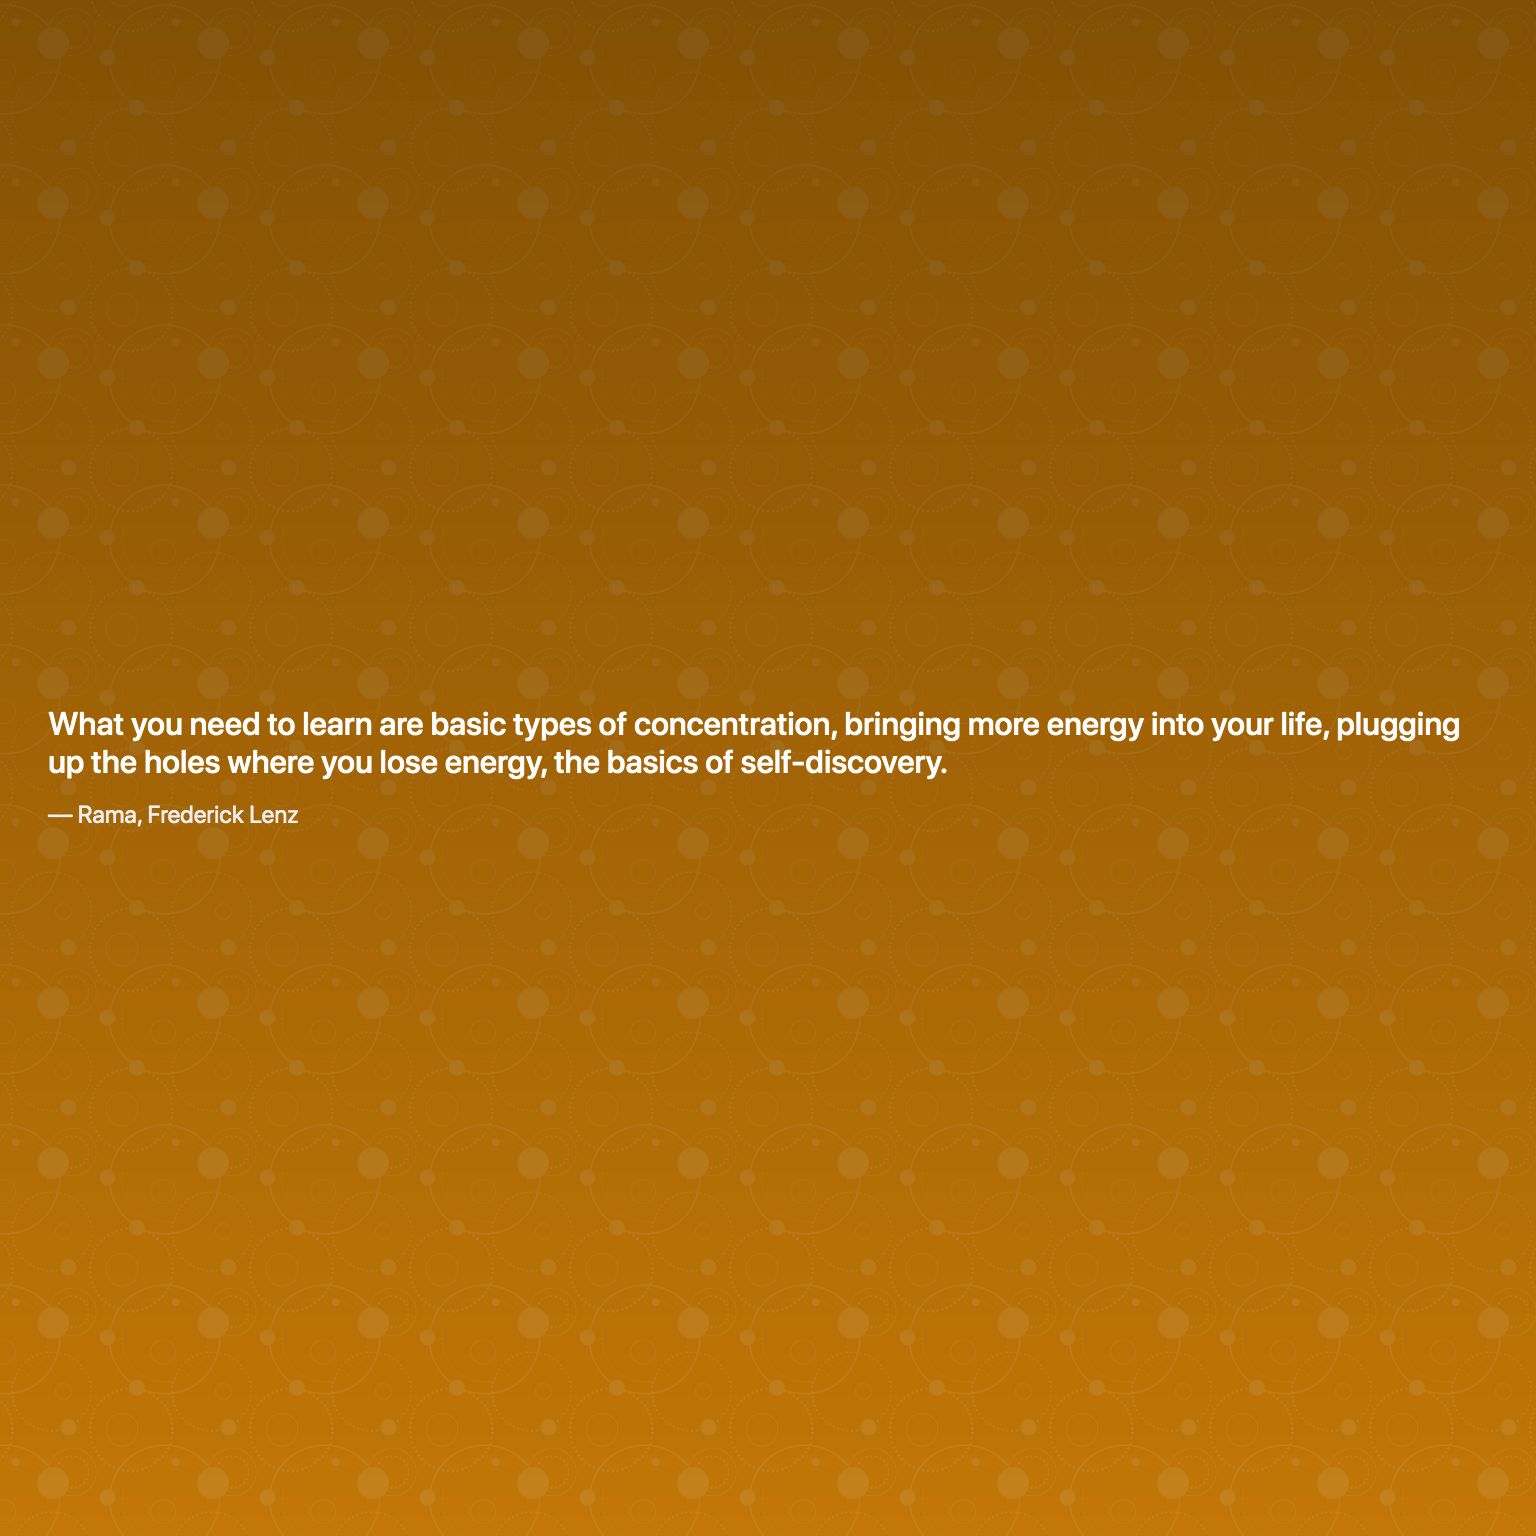 What you need to learn are basic types of concentration, bringing more energy into your life, plugging
up the holes where you lose energy, the basics of self-discovery.
— Rama, Frederick Lenz